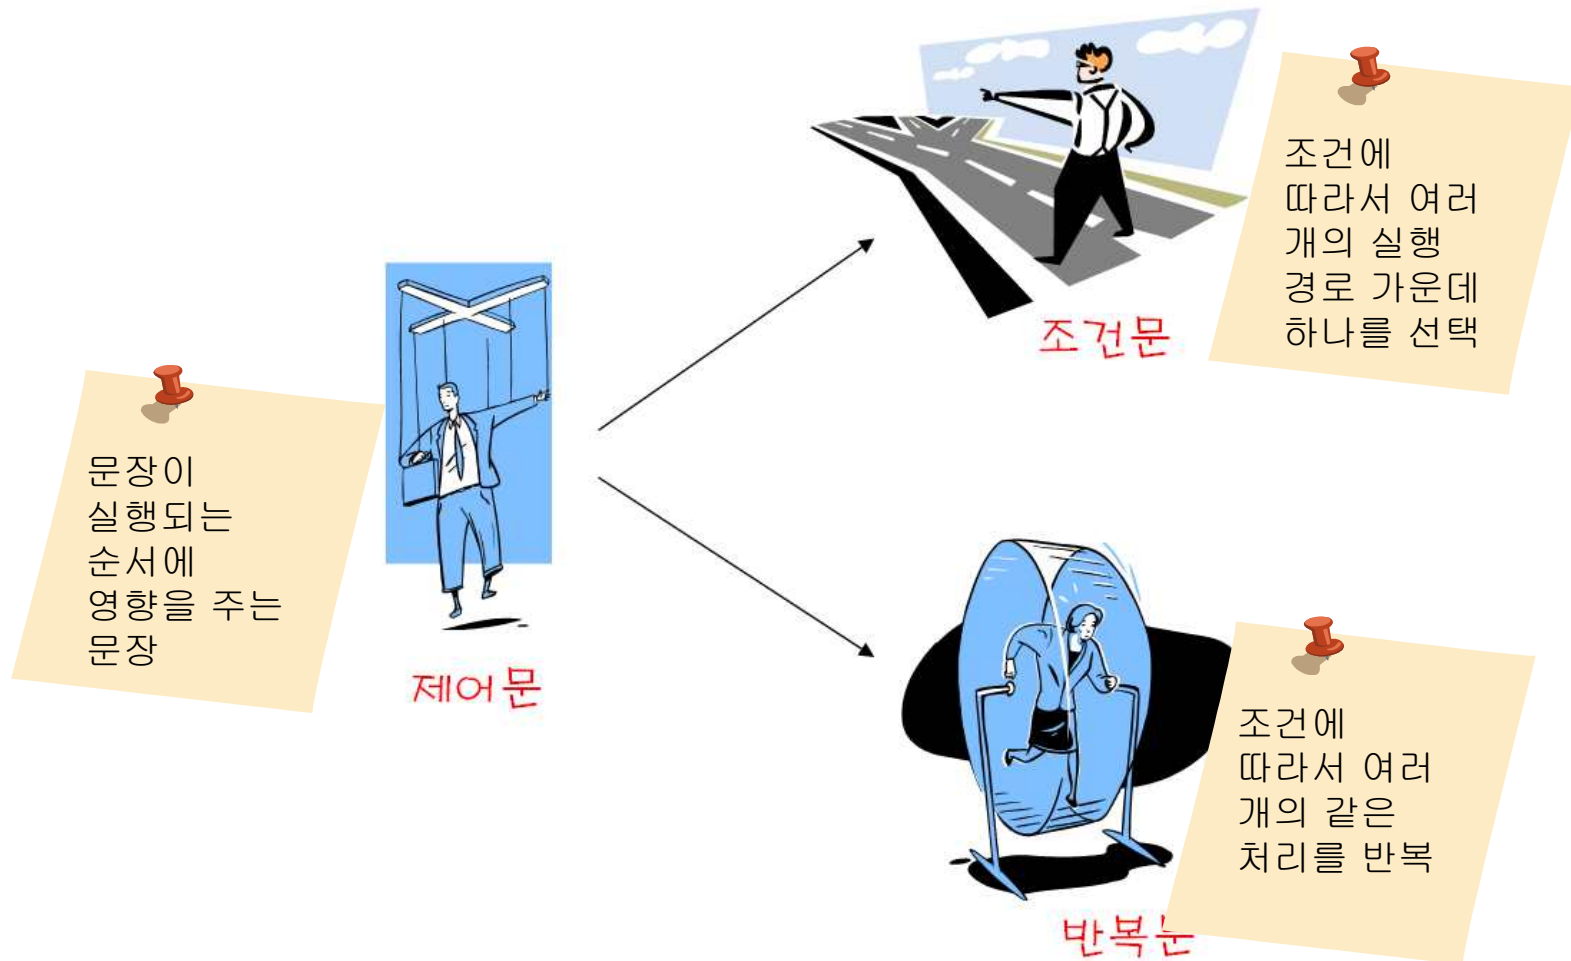 조건에
따라서 여러
개의 실행
경로 가운데
하나를 선택
조건문
문장이
실행되는
순서에
영향을 주는
문장
제어문
조건에
따라서 여러
개의 같은
처리를 반복
반복문